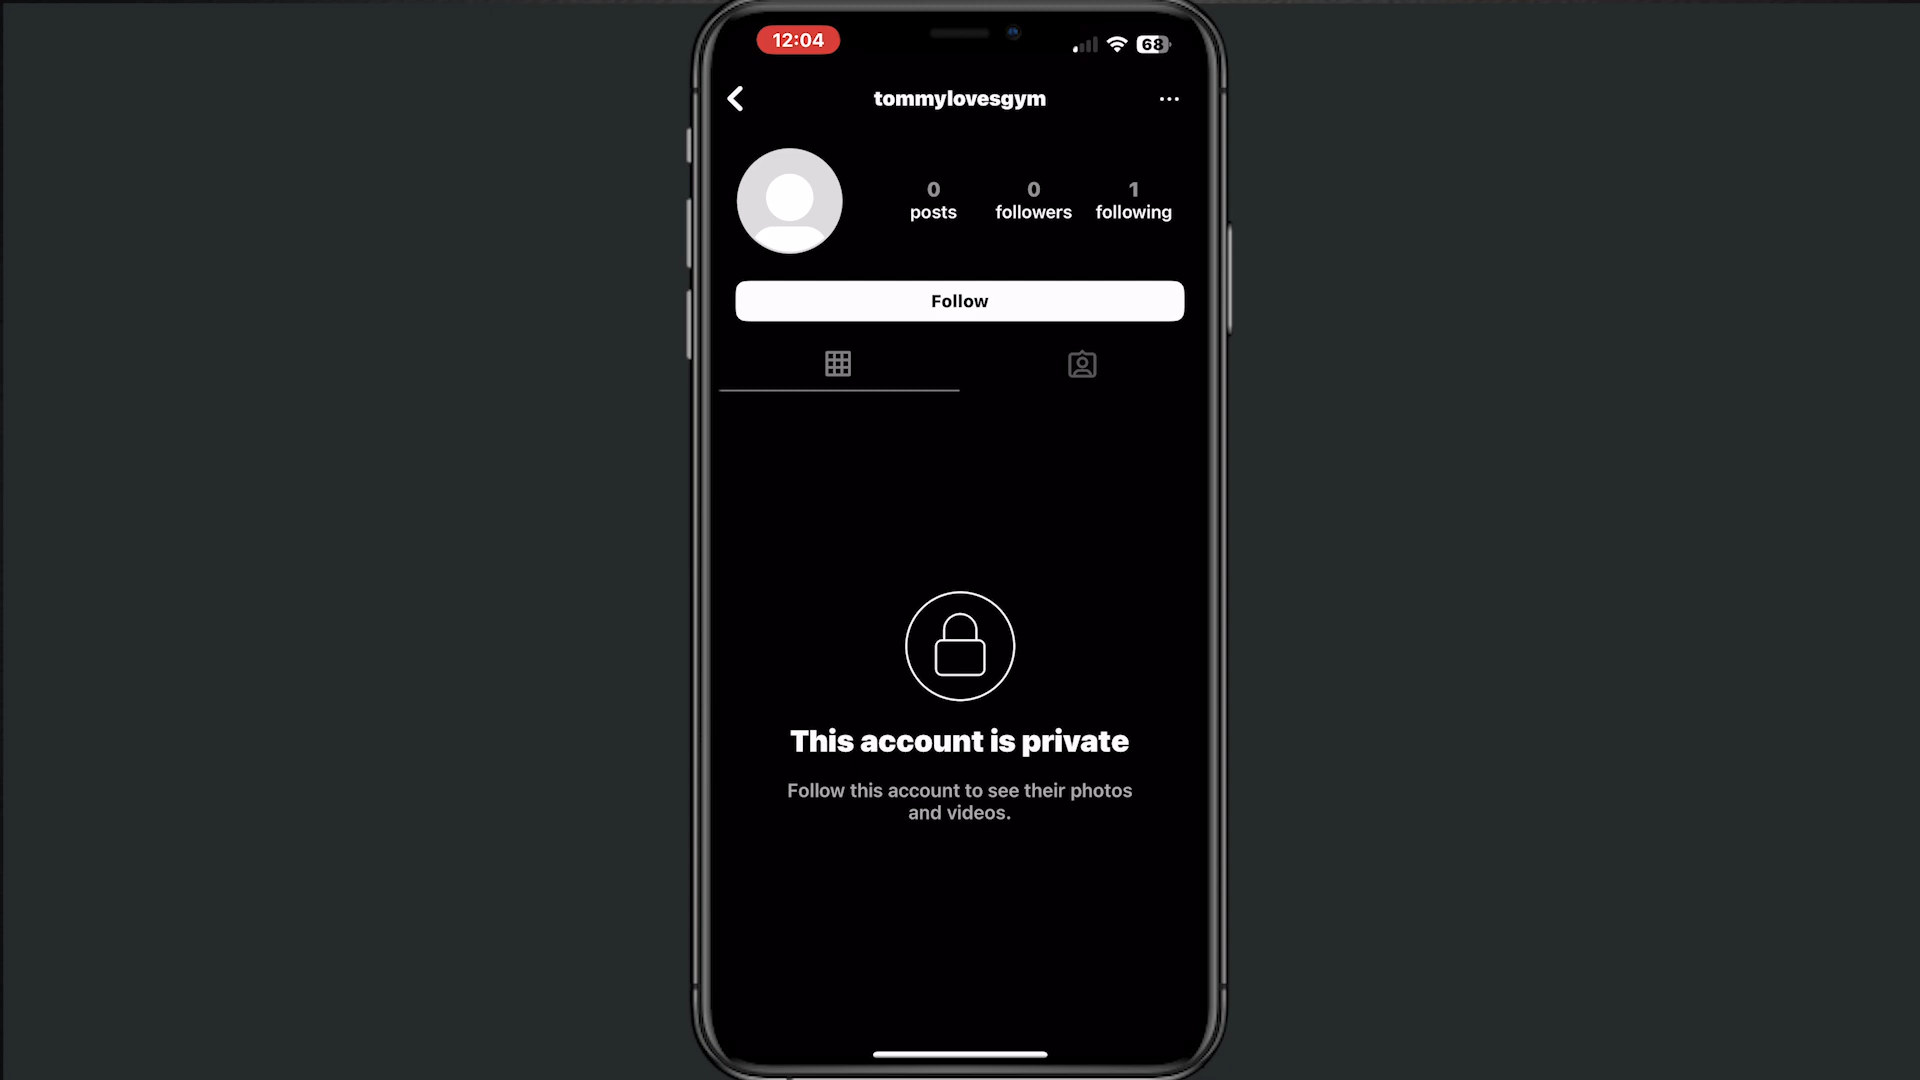 12:04
68
tommylovesgym
0 0 1
posts followers following
Follow
This account is private
Follow this account to see their photos
and videos.